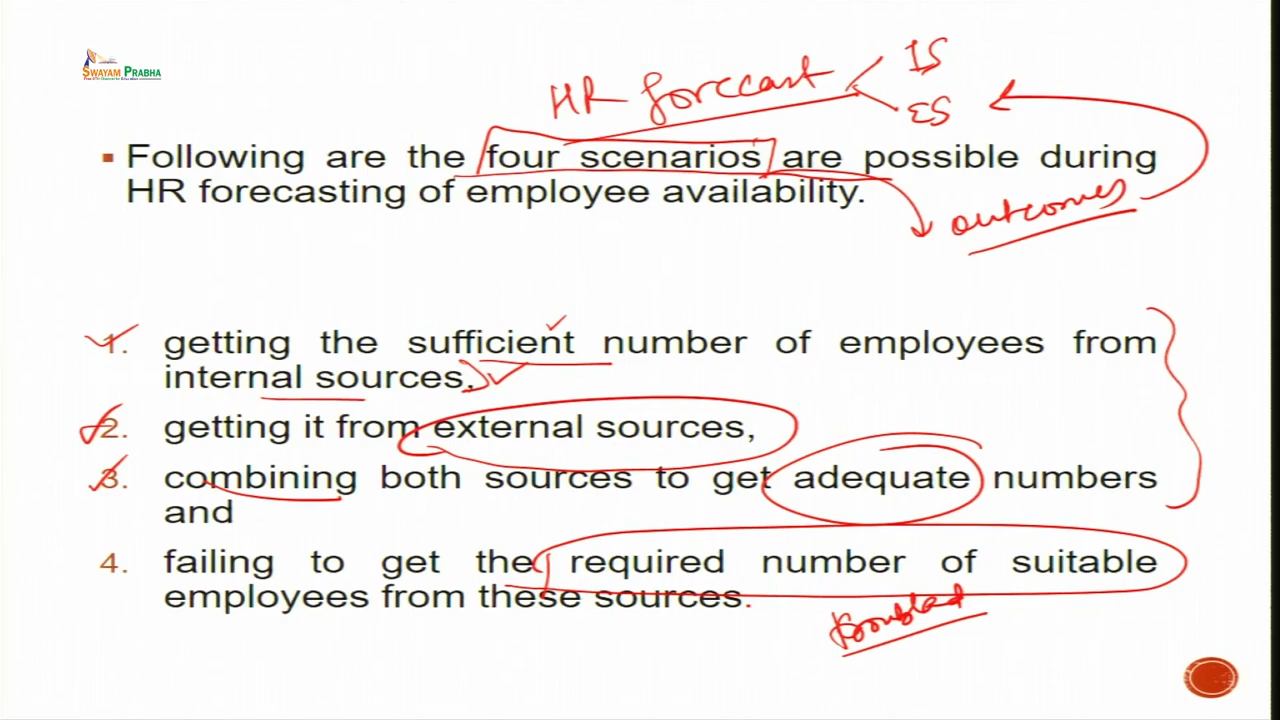 SWAYAM PRABHA
HR forecast
IS
ES
▪ Following are the four scenarios are possible during
HR forecasting of employee availability.
outcomes
1. getting the sufficient number of employees from
internal sources,
2. getting it from external sources,
3. combining both sources to get adequate numbers
and
4. failing to get the required number of suitable
employees from these sources.